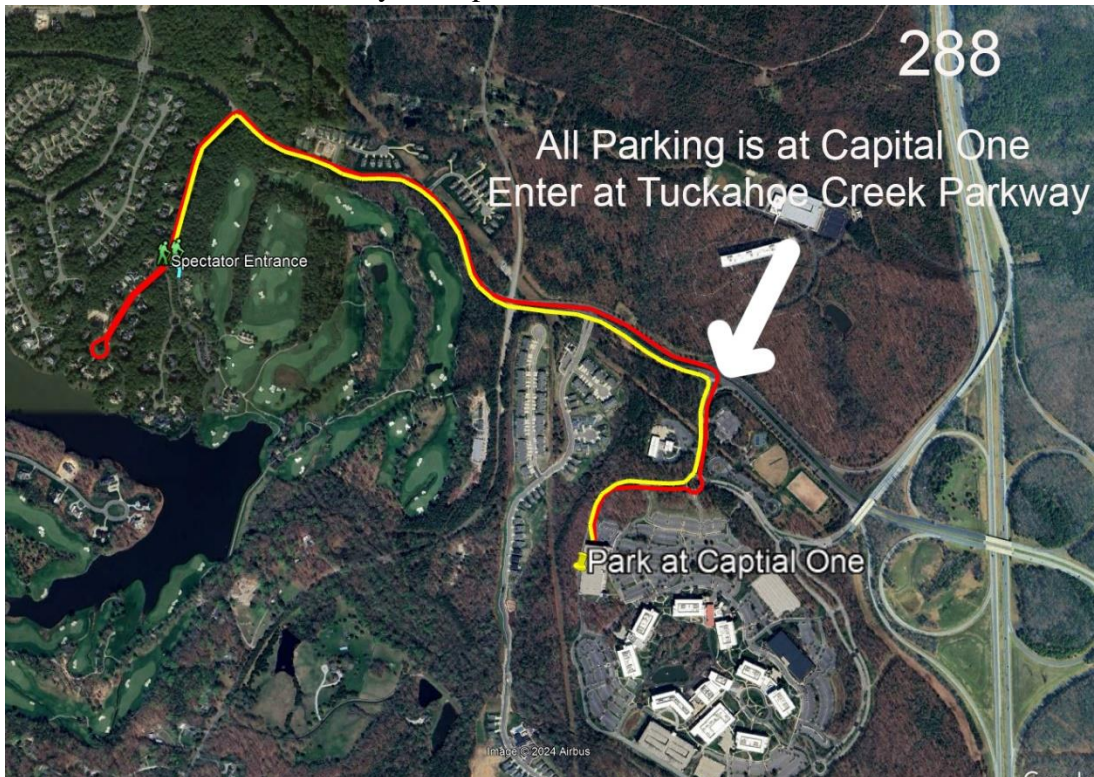 288
All Parking is at Capital One
Enter at Tuckahoe Creek Parkway
Spectator Entrance
Park at Captial One
Image © 2024 Airbus